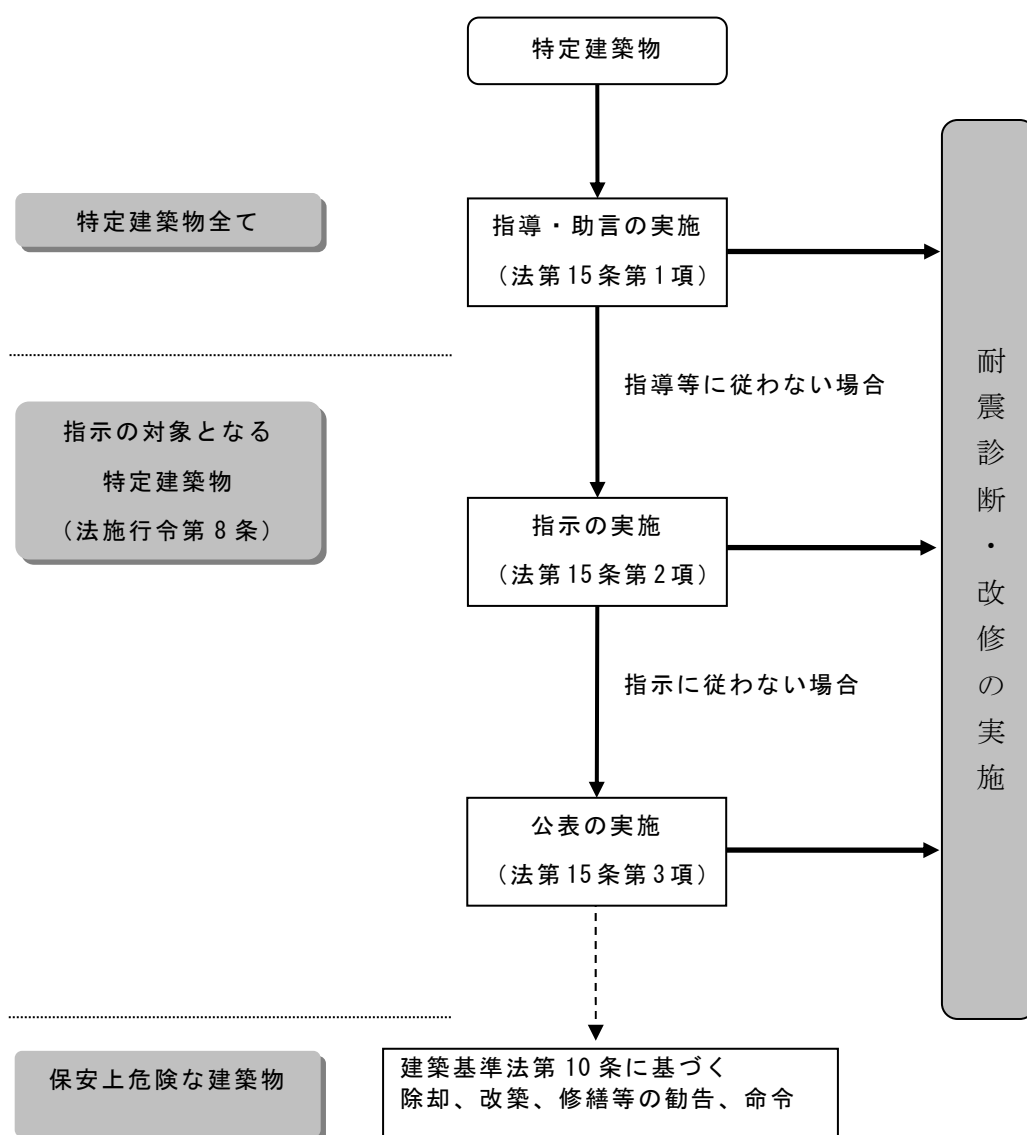 特定建築物
特定建築物全て
指導・助言の実施
（法第15条第1項）
指導等に従わない場合
指示の対象となる
特定建築物
（法施行令第8条）
指示の実施
（法第15条第2項）
指示に従わない場合
公表の実施
（法第15条第3項）
耐震診断・改修の実施
保安上危険な建築物
建築基準法第10条に基づく
除却、改築、修繕等の勧告、命令